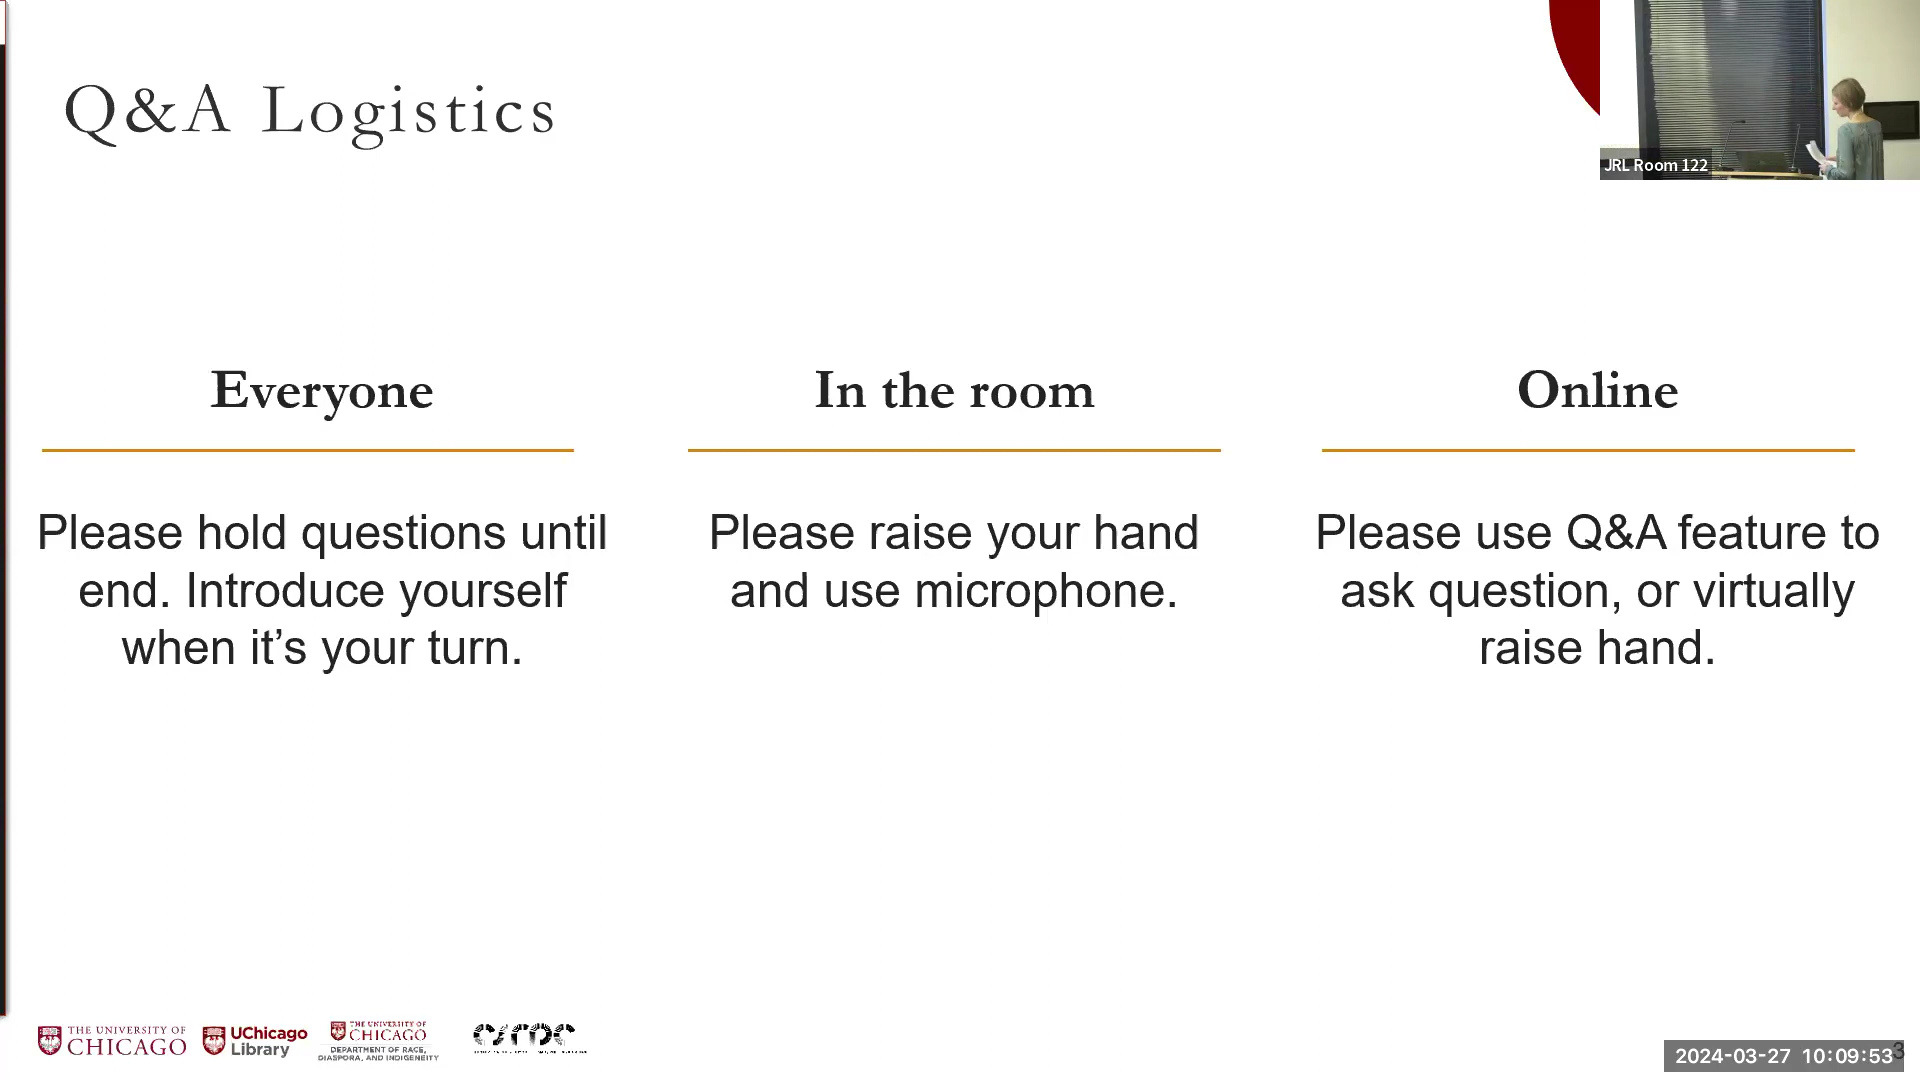 Q&A Logistics
JRL Room 122
Everyone
In the room
Online
Please hold questions until
end. Introduce yourself
when it’s your turn.
Please raise your hand
and use microphone.
Please use Q&A feature to
ask question, or virtually
raise hand.
THE UNIVERSITY OF
CHICAGO
UChicago
Library
THE UNIVERSITY OF
CHICAGO
DEPARTMENT OF RACE,
DIASPORA, AND INDIGENEITY
csrpc
2024-03-27 10:09:53
3